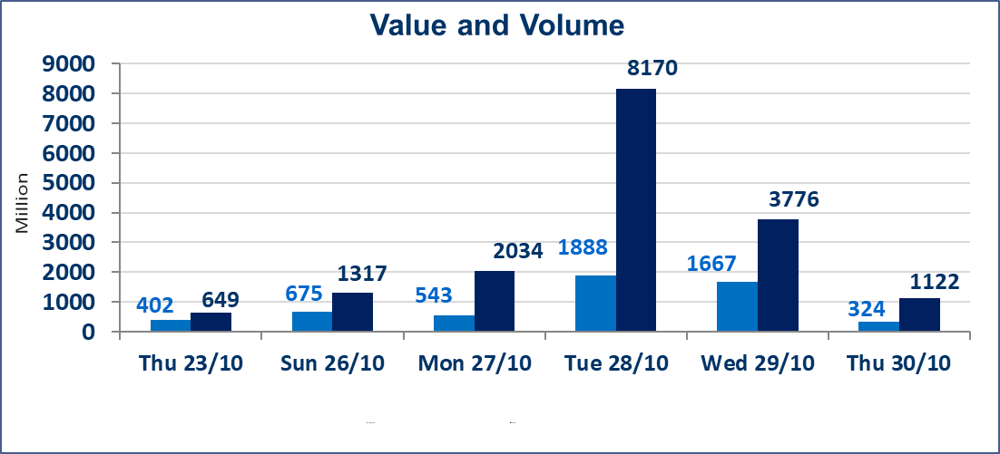 Value and Volume
Million
9000
8000
7000
6000
5000
4000
3000
2000
1000
0
402
649
675
1317
543
2034
1888
8170
1667
3776
324
1122
Thu 23/10
Sun 26/10
Mon 27/10
Tue 28/10
Wed 29/10
Thu 30/10